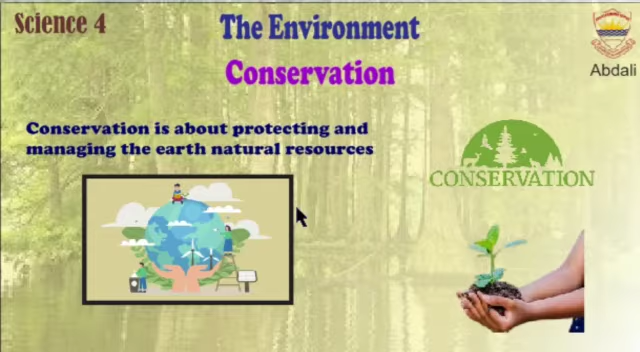 Science 4
The Environment
Conservation
Abdali
Conservation is about protecting and
managing the earth natural resources
CONSERVATION